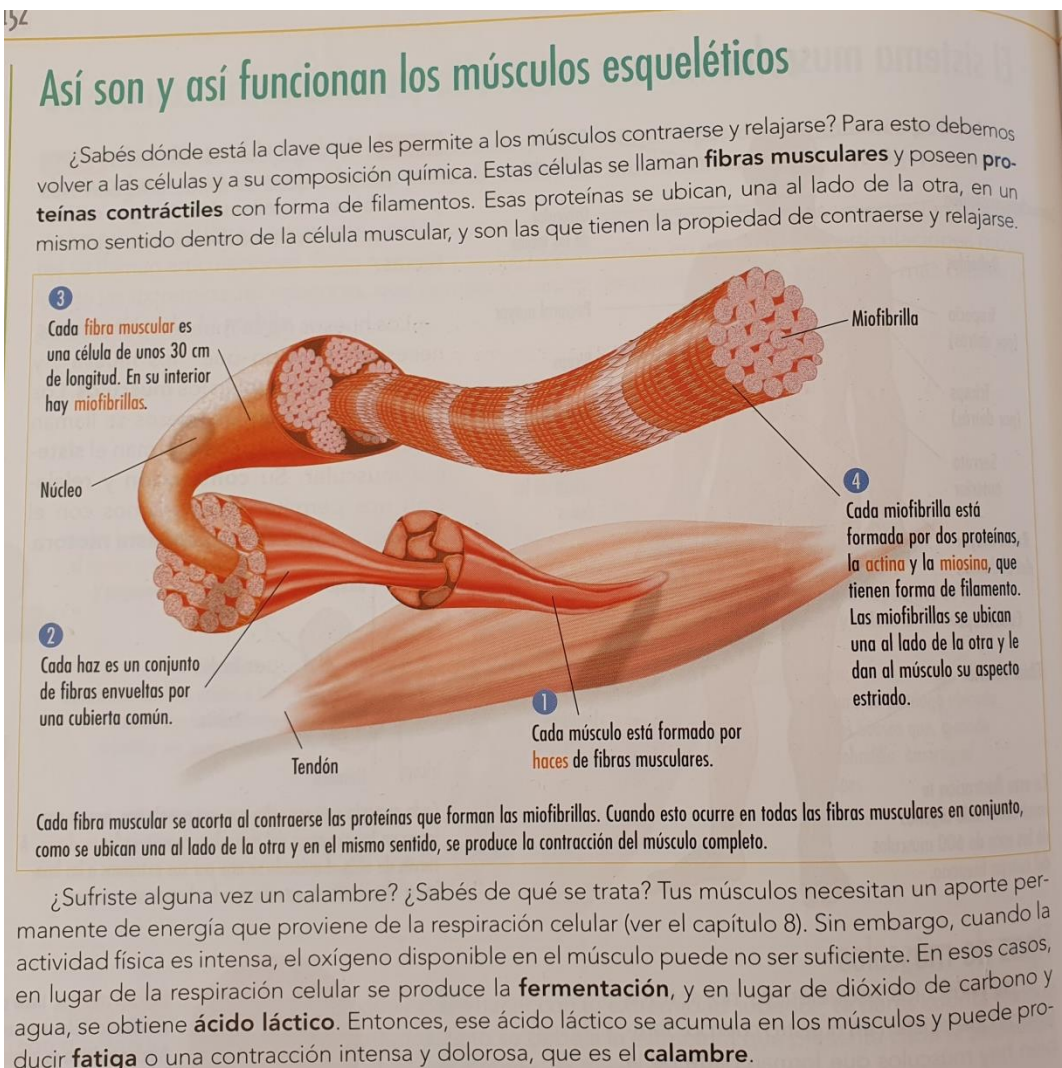 152
Así son y así funcionan los músculos esqueléticos
¿Sabés dónde está la clave que les permite a los músculos contraerse y relajarse? Para esto debemos
volver a las células y a su composición química. Estas células se llaman fibras musculares y poseen pro-
teínas contráctiles con forma de filamentos. Esas proteínas se ubican, una al lado de la otra, en un
mismo sentido dentro de la célula muscular, y son las que tienen la propiedad de contraerse y relajarse.
3
Cada fibra muscular es
una célula de unos 30 cm
de longitud. En su interior
hay miofibrillas.
Núcleo
Miofibrilla
4
Cada miofibrilla está
formada por dos proteínas,
la actina y la miosina, que
tienen forma de filamento.
Las miofibrillas se ubican
una al lado de la otra y le
dan al músculo su aspecto
estriado.
2
Cada haz es un conjunto
de fibras envueltas por
una cubierta común.
Tendón
1
Cada músculo está formado por
haces de fibras musculares.
Cada fibra muscular se acorta al contraerse las proteínas que forman las miofibrillas. Cuando esto ocurre en todas las fibras musculares en conjunto,
como se ubican una al lado de la otra y en el mismo sentido, se produce la contracción del músculo completo.
¿Sufriste alguna vez un calambre? ¿Sabés de qué se trata? Tus músculos necesitan un aporte per-
manente de energía que proviene de la respiración celular (ver el capítulo 8). Sin embargo, cuando la
actividad física es intensa, el oxígeno disponible en el músculo puede no ser suficiente. En esos casos,
en lugar de la respiración celular se produce la fermentación, y en lugar de dióxido de carbono y
agua, se obtiene ácido láctico. Entonces, ese ácido láctico se acumula en los músculos y puede pro-
ducir fatiga o una contracción intensa y dolorosa, que es el calambre.